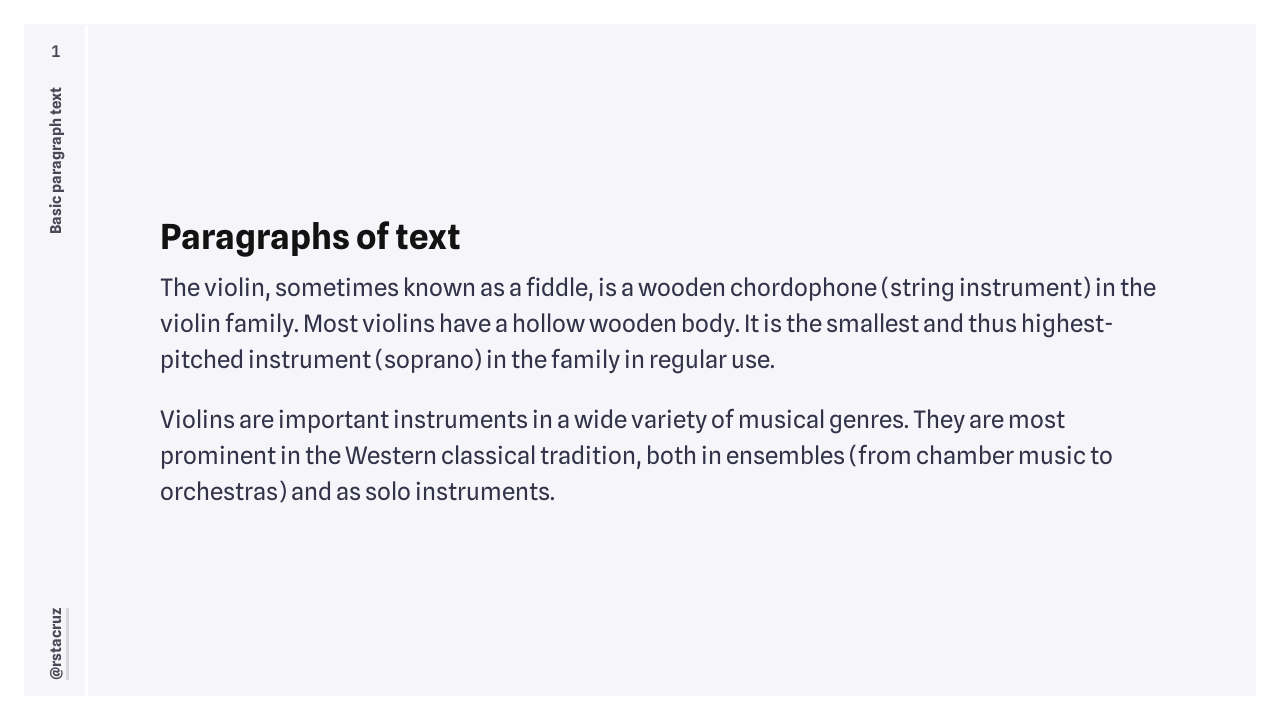 1
Basic paragraph text
Paragraphs of text
The violin, sometimes known as a fiddle, is a wooden chordophone (string instrument) in the
violin family. Most violins have a hollow wooden body. It is the smallest and thus highest-
pitched instrument (soprano) in the family in regular use.
Violins are important instruments in a wide variety of musical genres. They are most
prominent in the Western classical tradition, both in ensembles (from chamber music to
orchestras) and as solo instruments.
@rstacruz